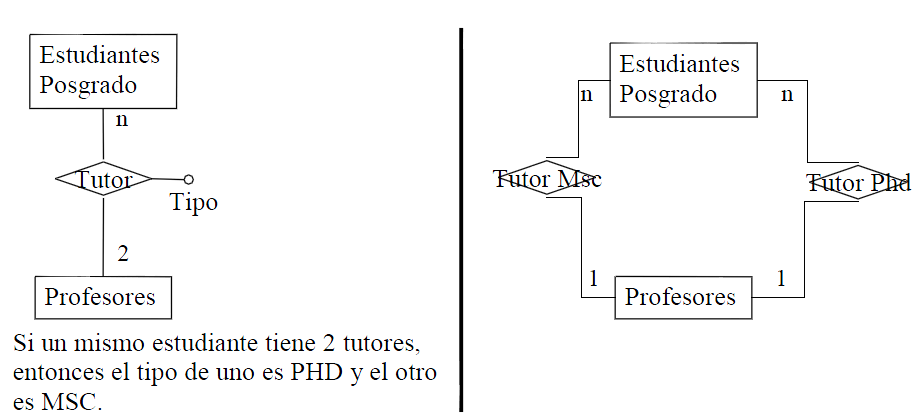 Estudiantes
Posgrado
n
Tutor
Tipo
2
Profesores
Si un mismo estudiante tiene 2 tutores,
entonces el tipo de uno es PHD y el otro
es MSC.
Estudiantes
Posgrado
n
n
Tutor Msc
Tutor Phd
1
1
Profesores